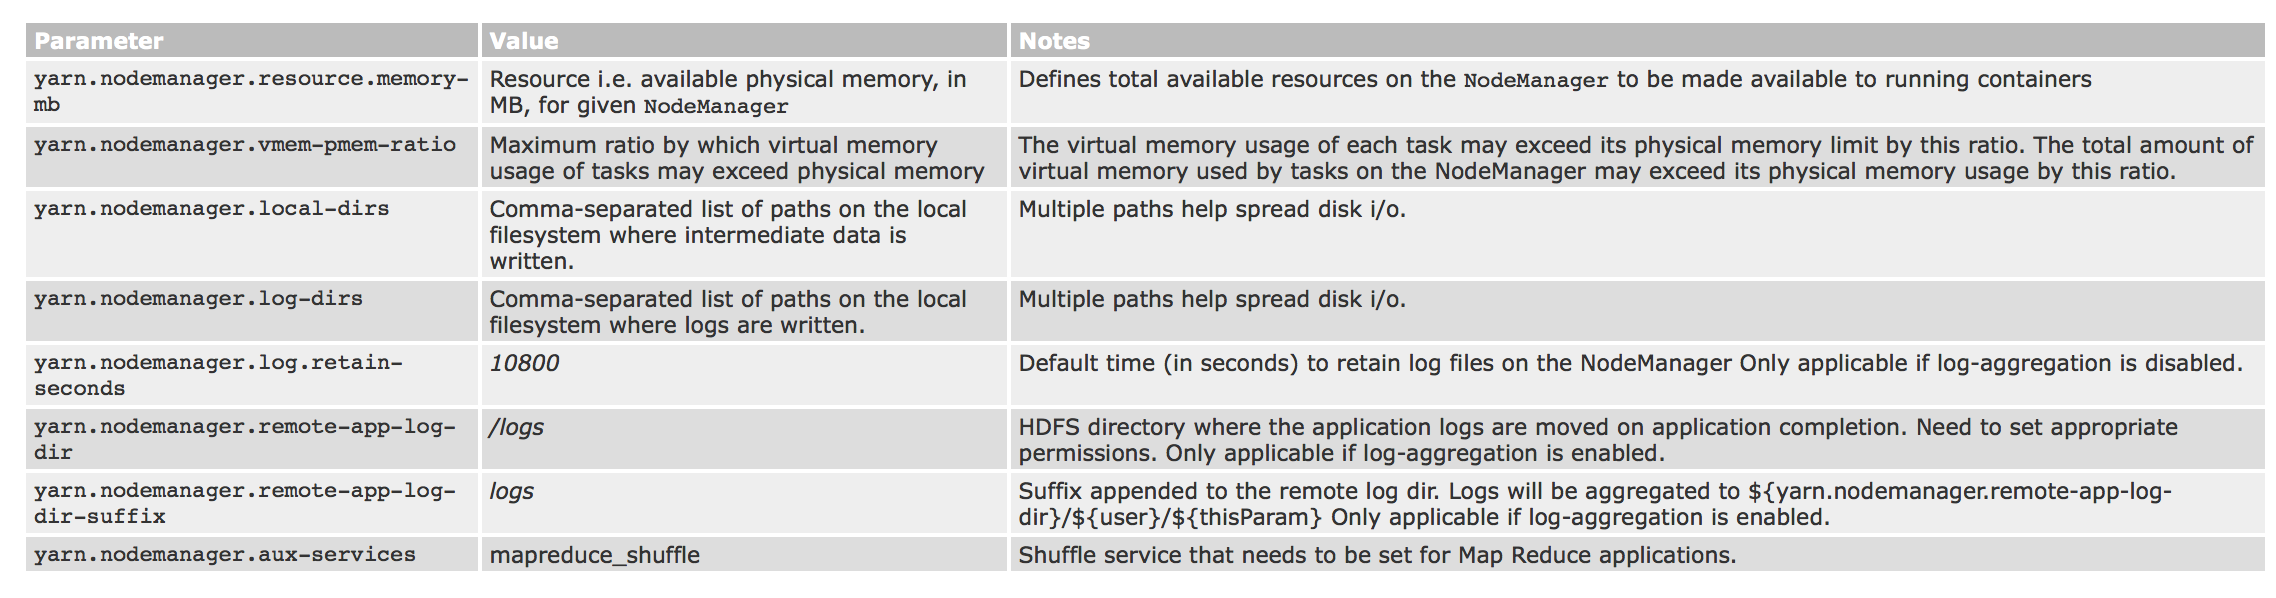 Parameter Value Notes
yarn.nodemanager.resource.memory-
mb
Resource i.e. available physical memory, in
MB, for given NodeManager
Defines total available resources on the NodeManager to be made available to running containers
yarn.nodemanager.vmem-pmem-ratio
Maximum ratio by which virtual memory
usage of tasks may exceed physical memory
The virtual memory usage of each task may exceed its physical memory limit by this ratio. The total amount of
virtual memory used by tasks on the NodeManager may exceed its physical memory usage by this ratio.
yarn.nodemanager.local-dirs
Comma-separated list of paths on the local
filesystem where intermediate data is
written.
Multiple paths help spread disk i/o.
yarn.nodemanager.log-dirs
Comma-separated list of paths on the local
filesystem where logs are written.
Multiple paths help spread disk i/o.
yarn.nodemanager.log.retain-
seconds
10800
Default time (in seconds) to retain log files on the NodeManager Only applicable if log-aggregation is disabled.
yarn.nodemanager.remote-app-log-
dir
/logs
HDFS directory where the application logs are moved on application completion. Need to set appropriate
permissions. Only applicable if log-aggregation is enabled.
yarn.nodemanager.remote-app-log-
dir-suffix
logs
Suffix appended to the remote log dir. Logs will be aggregated to ${yarn.nodemanager.remote-app-log-
dir}/${user}/${thisParam} Only applicable if log-aggregation is enabled.
yarn.nodemanager.aux-services
mapreduce_shuffle
Shuffle service that needs to be set for Map Reduce applications.